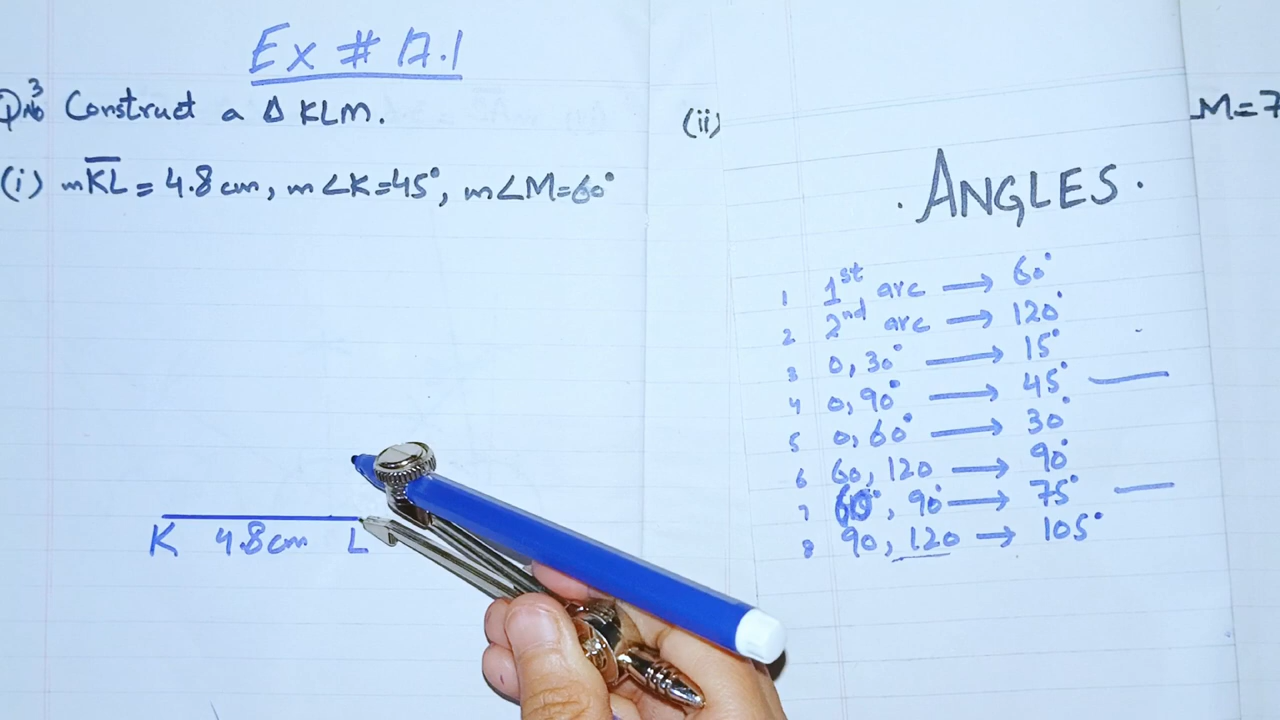 Ex # 17.1
QNo 3 Construct a Δ KLM.
(i) mKL = 4.8 cm, m∠K=45°, m∠M=60°
K 4.8cm L
(ii)
M=7
. ANGLES .
1 1st arc → 60°
2 2nd arc → 120°
3 0, 30° → 15°
4 0, 90° → 45°
5 0, 60° → 30°
6 60, 120 → 90°
7 60°, 90° → 75°
8 90, 120 → 105°